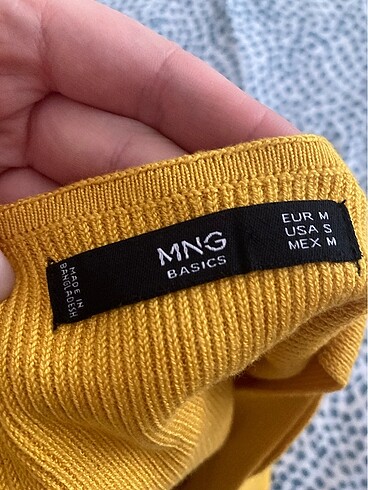 MADE IN
BANGLADESH
MNG
BASICS
EUR M
USA S
MEX M